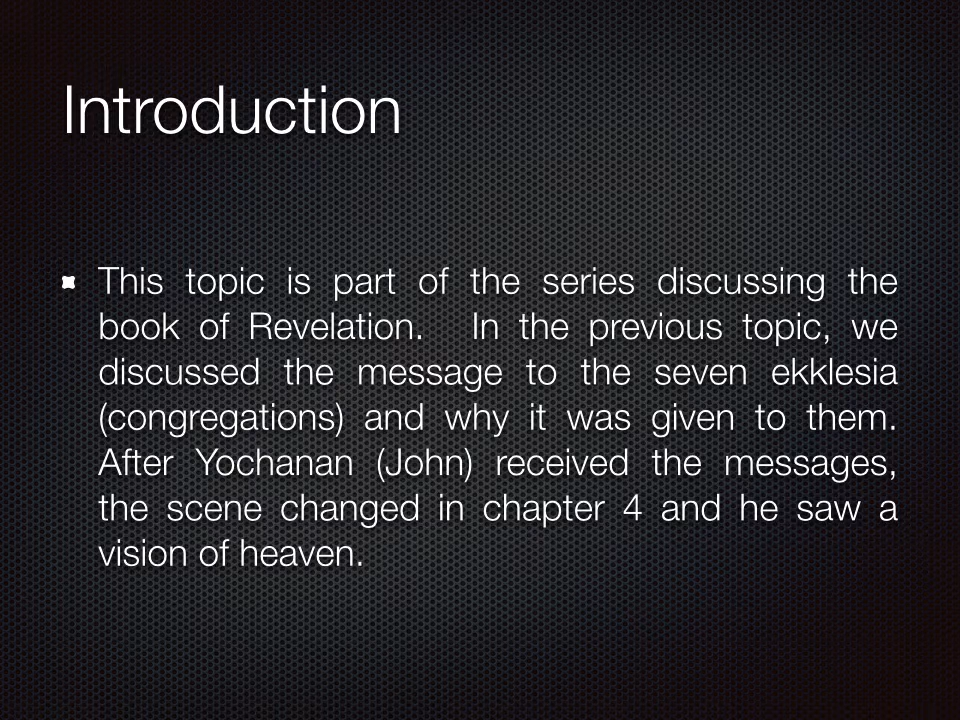 Introduction
This topic is part of the series discussing the
book of Revelation. In the previous topic, we
discussed the message to the seven ekklesia
(congregations) and why it was given to them.
After Yochanan (John) received the messages,
the scene changed in chapter 4 and he saw a
vision of heaven.